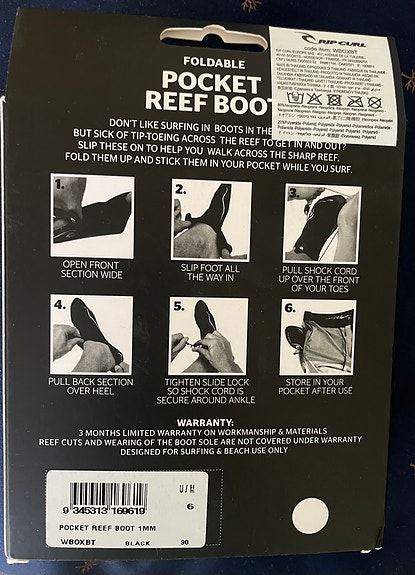 RIP CURL
code item: WBOXBT
FOLDABLE
POCKET
REEF BOOT
DON'T LIKE SURFING IN BOOTS IN THE
BUT SICK OF TIP-TOEING ACROSS THE REEF TO GET IN AND OUT?
SLIP THESE ON TO HELP YOU WALK ACROSS THE SHARP REEF.
FOLD THEM UP AND STICK THEM IN YOUR POCKET WHILE YOU SURF.
1.
OPEN FRONT
SECTION WIDE
2.
SLIP FOOT ALL
THE WAY IN
3.
PULL SHOCK CORD
UP OVER THE FRONT
OF YOUR TOES
4.
PULL BACK SECTION
OVER HEEL
5.
TIGHTEN SLIDE LOCK
SO SHOCK CORD IS
SECURE AROUND ANKLE
6.
STORE IN YOUR
POCKET AFTER USE
WARRANTY:
3 MONTHS LIMITED WARRANTY ON WORKMANSHIP & MATERIALS
REEF CUTS AND WEARING OF THE BOOT SOLE ARE NOT COVERED UNDER WARRANTY
DESIGNED FOR SURFING & BEACH USE ONLY
U/M
6
9 345313 169619
POCKET REEF BOOT 1MM
WBOXBT BLACK 90